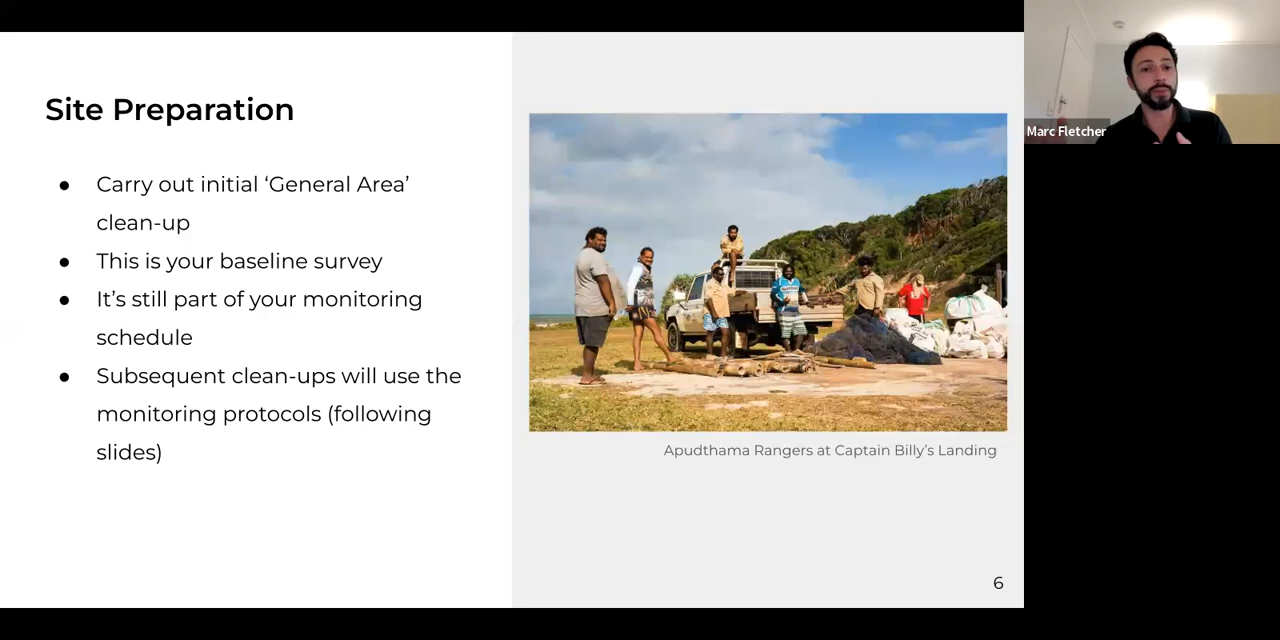 Site Preparation
● Carry out initial ‘General Area’
clean-up
● This is your baseline survey
● It’s still part of your monitoring
schedule
● Subsequent clean-ups will use the
monitoring protocols (following
slides)
Apudthama Rangers at Captain Billy’s Landing
6
Marc Fletcher